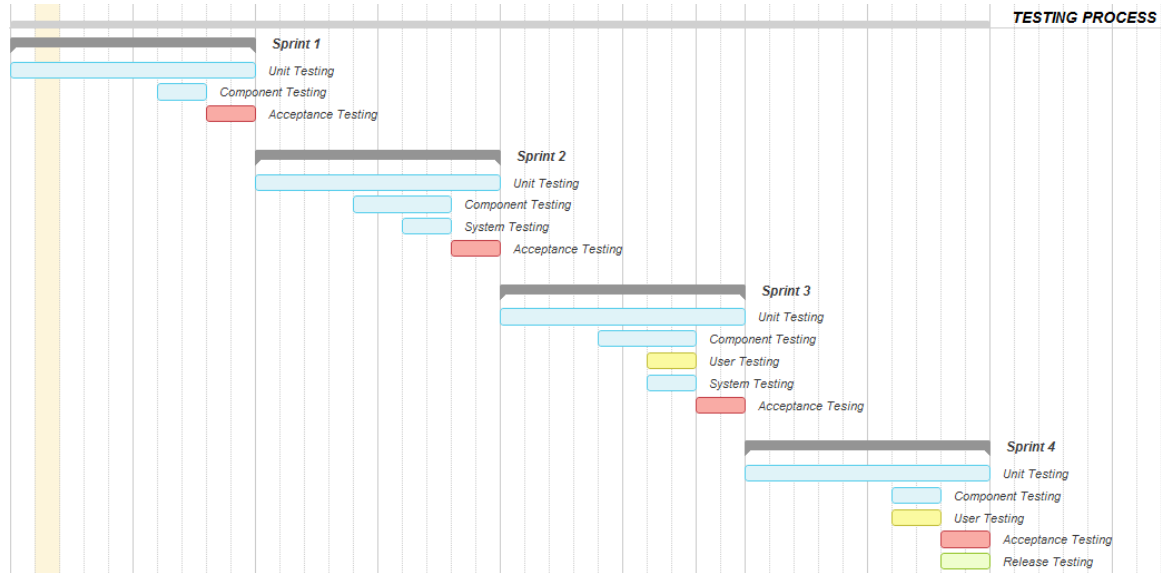 TESTING PROCESS
Sprint 1
Unit Testing
Component Testing
Acceptance Testing
Sprint 2
Unit Testing
Component Testing
System Testing
Acceptance Testing
Sprint 3
Unit Testing
Component Testing
User Testing
System Testing
Acceptance Tesing
Sprint 4
Unit Testing
Component Testing
User Testing
Acceptance Testing
Release Testing